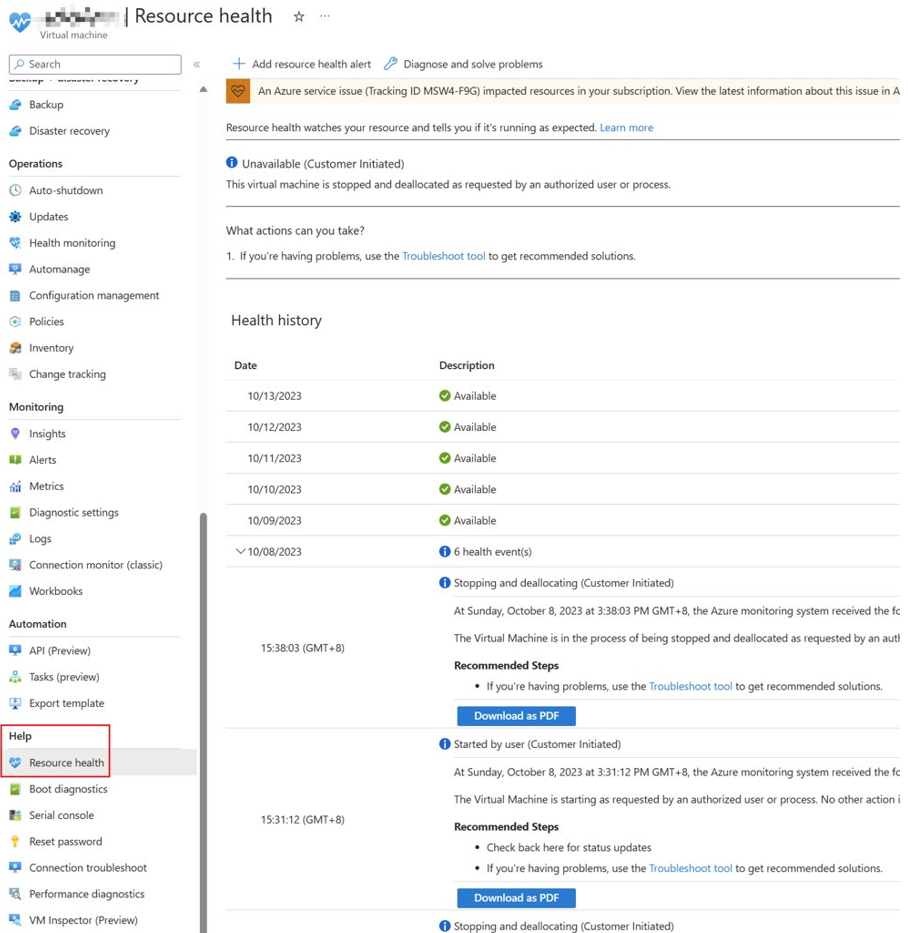 | Resource health
Virtual machine
Search
Backup + disaster recovery
Backup
Disaster recovery
Operations
Auto-shutdown
Updates
Health monitoring
Automanage
Configuration management
Policies
Inventory
Change tracking
Monitoring
Insights
Alerts
Metrics
Diagnostic settings
Logs
Connection monitor (classic)
Workbooks
Automation
API (Preview)
Tasks (preview)
Export template
Help
Resource health
Boot diagnostics
Serial console
Reset password
Connection troubleshoot
Performance diagnostics
VM Inspector (Preview)
Add resource health alert Diagnose and solve problems
An Azure service issue (Tracking ID MSW4-F9G) impacted resources in your subscription. View the latest information about this issue in A
Resource health watches your resource and tells you if it's running as expected. Learn more
Unavailable (Customer Initiated)
This virtual machine is stopped and deallocated as requested by an authorized user or process.
What actions can you take?
1. If you're having problems, use the Troubleshoot tool to get recommended solutions.
Health history
Date Description
10/13/2023 Available
10/12/2023 Available
10/11/2023 Available
10/10/2023 Available
10/09/2023 Available
10/08/2023 6 health event(s)
Stopping and deallocating (Customer Initiated)
At Sunday, October 8, 2023 at 3:38:03 PM GMT+8, the Azure monitoring system received the fo
The Virtual Machine is in the process of being stopped and deallocated as requested by an auth
15:38:03 (GMT+8)
Recommended Steps
• If you're having problems, use the Troubleshoot tool to get recommended solutions.
Download as PDF
Started by user (Customer Initiated)
At Sunday, October 8, 2023 at 3:31:12 PM GMT+8, the Azure monitoring system received the fo
The Virtual Machine is starting as requested by an authorized user or process. No other action i
15:31:12 (GMT+8)
Recommended Steps
• Check back here for status updates
• If you're having problems, use the Troubleshoot tool to get recommended solutions.
Download as PDF
Stopping and deallocating (Customer Initiated)